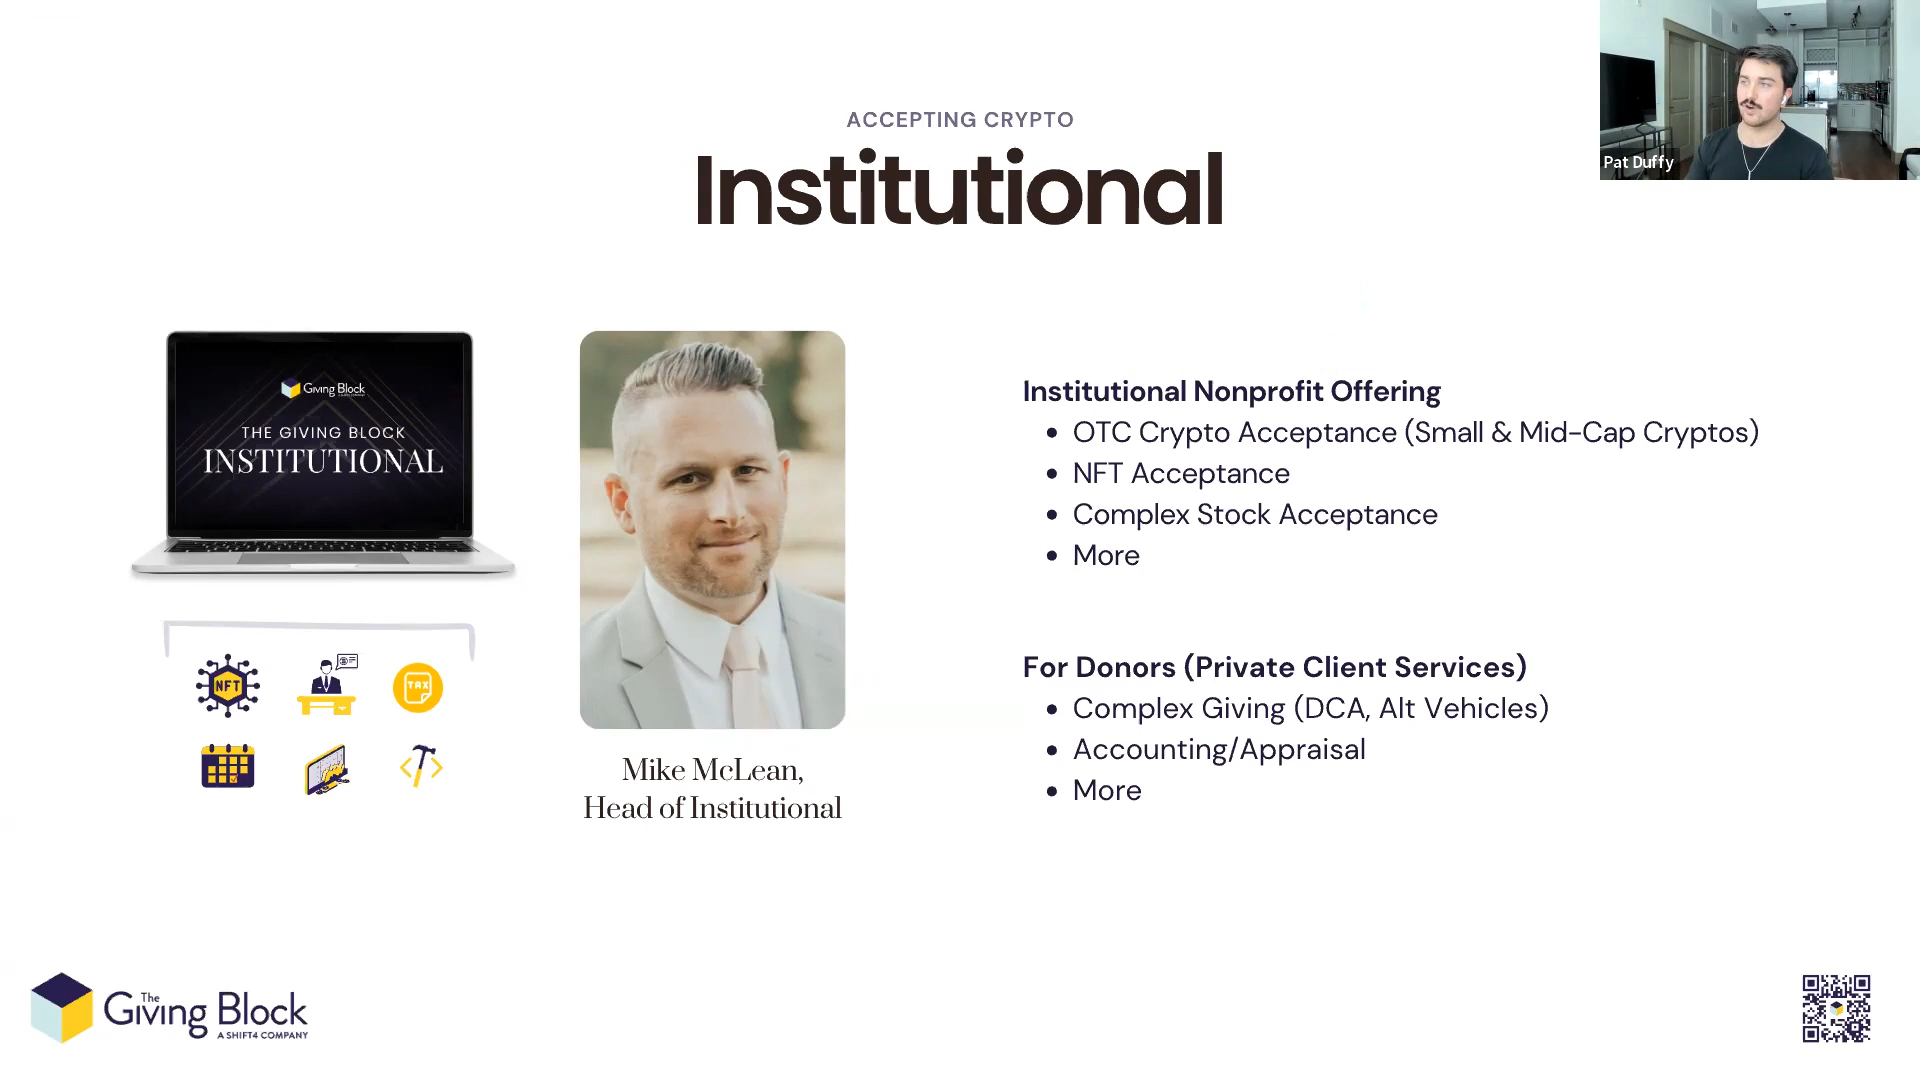 ACCEPTING CRYPTO
Institutional
Pat Duffy
Giving Block
A SHIFT4 COMPANY
THE GIVING BLOCK
INSTITUTIONAL
NFT
TAX
Mike McLean,
Head of Institutional
Institutional Nonprofit Offering
• OTC Crypto Acceptance (Small & Mid-Cap Cryptos)
• NFT Acceptance
• Complex Stock Acceptance
• More
For Donors (Private Client Services)
• Complex Giving (DCA, Alt Vehicles)
• Accounting/Appraisal
• More
The
Giving Block
A SHIFT4 COMPANY